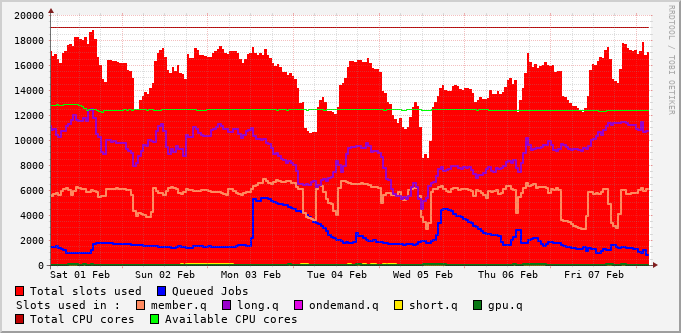 RRDTOOL / TOBI OETIKER
20000
18000
16000
14000
12000
10000
8000
6000
4000
2000
0
Sat 01 Feb Sun 02 Feb Mon 03 Feb Tue 04 Feb Wed 05 Feb Thu 06 Feb Fri 07 Feb
Total slots used Queued Jobs
Slots used in : member.q long.q ondemand.q short.q gpu.q
Total CPU cores Available CPU cores